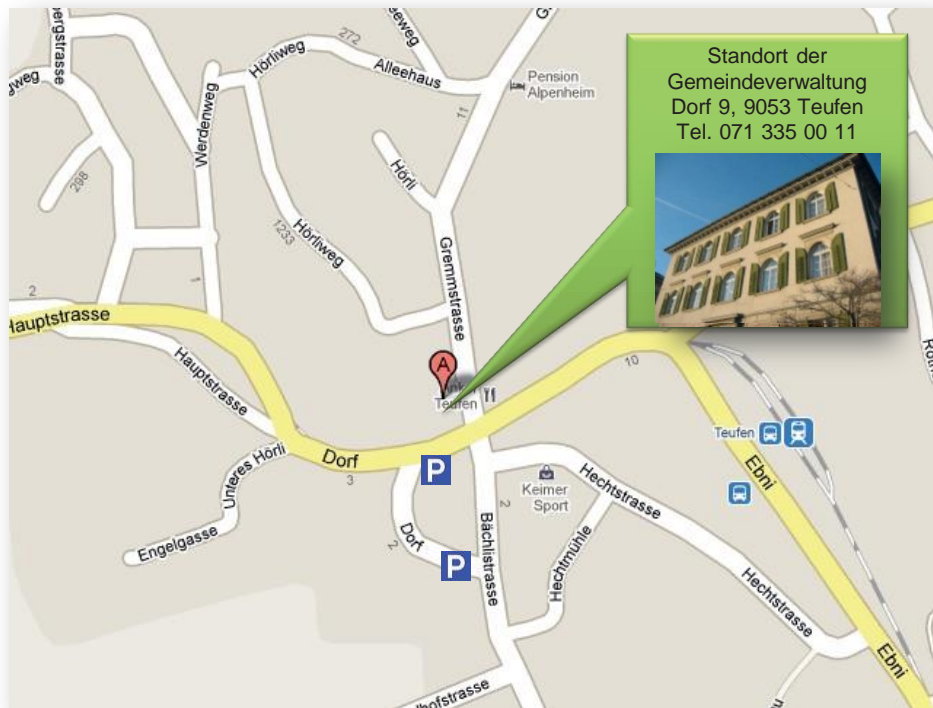 Standort der
Gemeindeverwaltung
Dorf 9, 9053 Teufen
Tel. 071 335 00 11
272
Hörliweg
Alleehaus
Pension
Alpenheim
11
Werdenweg
Hörli
298
1233
Hörliweg
Gremmstrasse
1
2
Hauptstrasse
Hauptstrasse
A
Teufen
10
Teufen
Unteres Hörli
Dorf
3
P
Keimer
Sport
2
Hechtstrasse
Ebni
Engelgasse
Dorf
2
P
Bächlistrasse
Hechtmühle
Hechtstrasse
Ebni